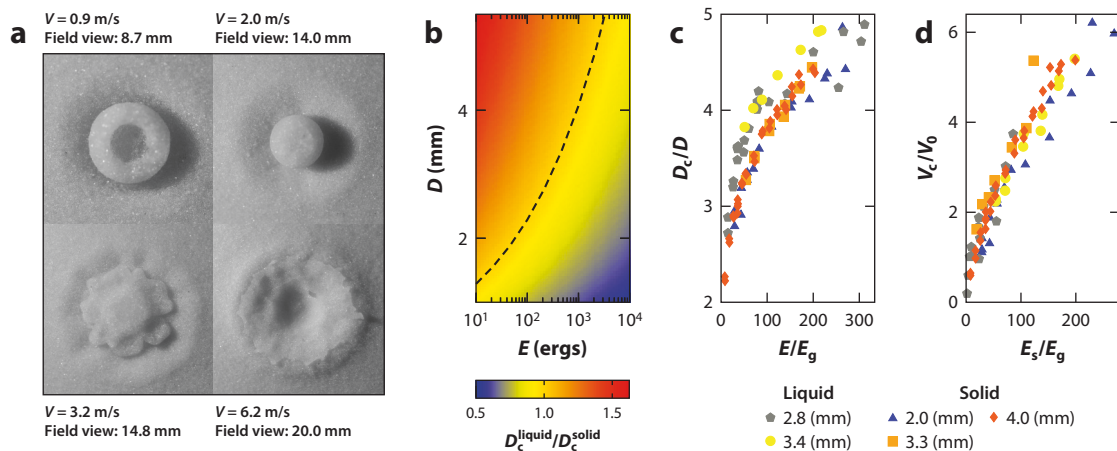 a
V = 0.9 m/s
Field view: 8.7 mm
V = 2.0 m/s
Field view: 14.0 mm
V = 3.2 m/s
Field view: 14.8 mm
V = 6.2 m/s
Field view: 20.0 mm
b
D (mm)
4
2
10¹ 10² 10³ 10⁴
E (ergs)
0.5 1.0 1.5
D_c^liquid/D_c^solid
c
D_c/D
5
4
3
2
0 100 200 300
E/E_g
d
V_c/V_0
6
4
2
0
0 100 200
E_s/E_g
Liquid
2.8 (mm)
3.4 (mm)
Solid
2.0 (mm) 4.0 (mm)
3.3 (mm)